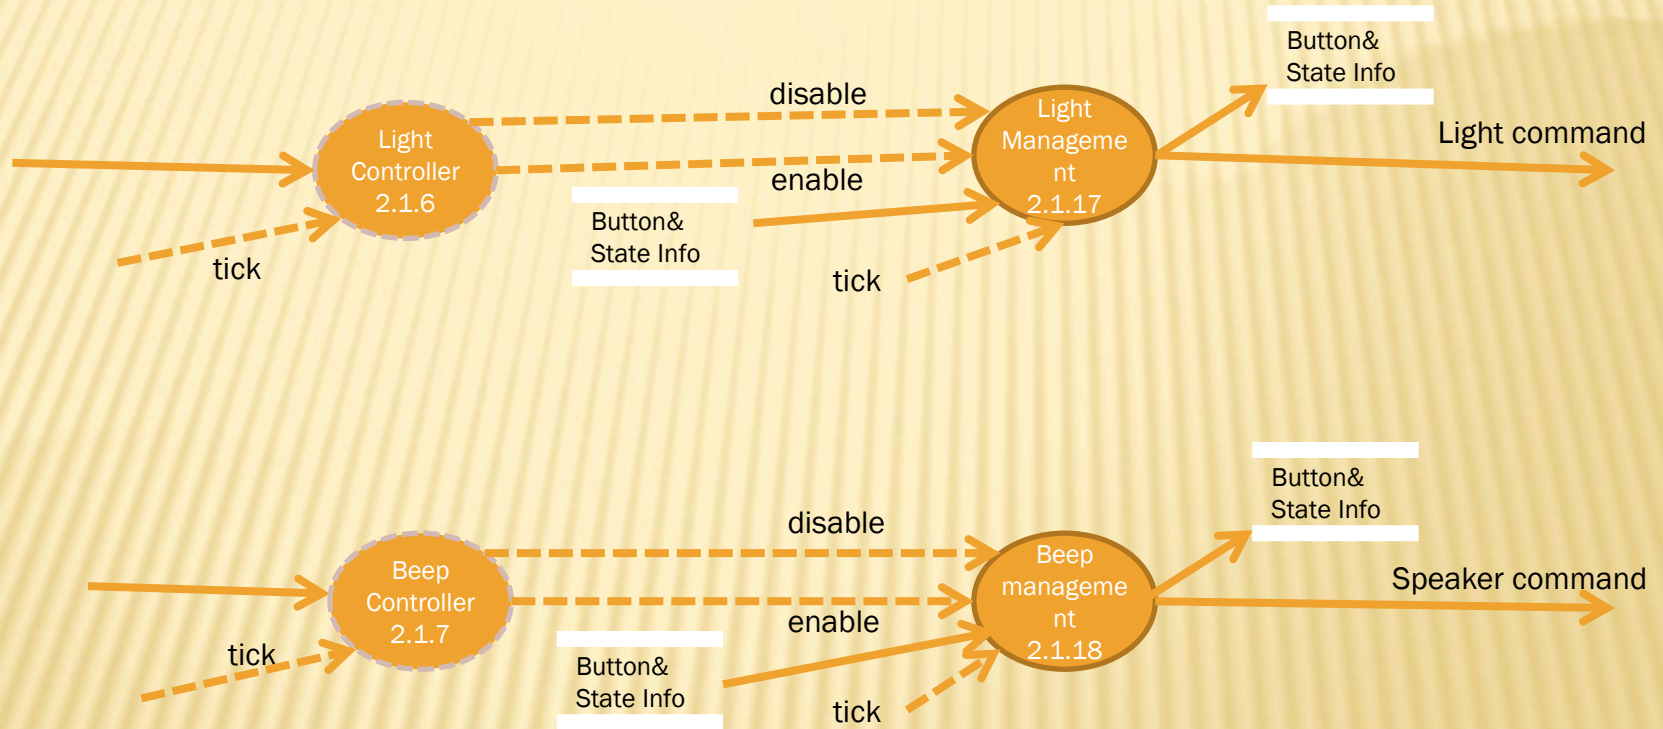 Button&
State Info
disable
Light
Manageme
nt
2.1.17
Light command
Light
Controller
2.1.6
enable
Button&
State Info
tick
tick
Button&
State Info
disable
Beep
manageme
nt
2.1.18
Speaker command
Beep
Controller
2.1.7
enable
tick
Button&
State Info
tick